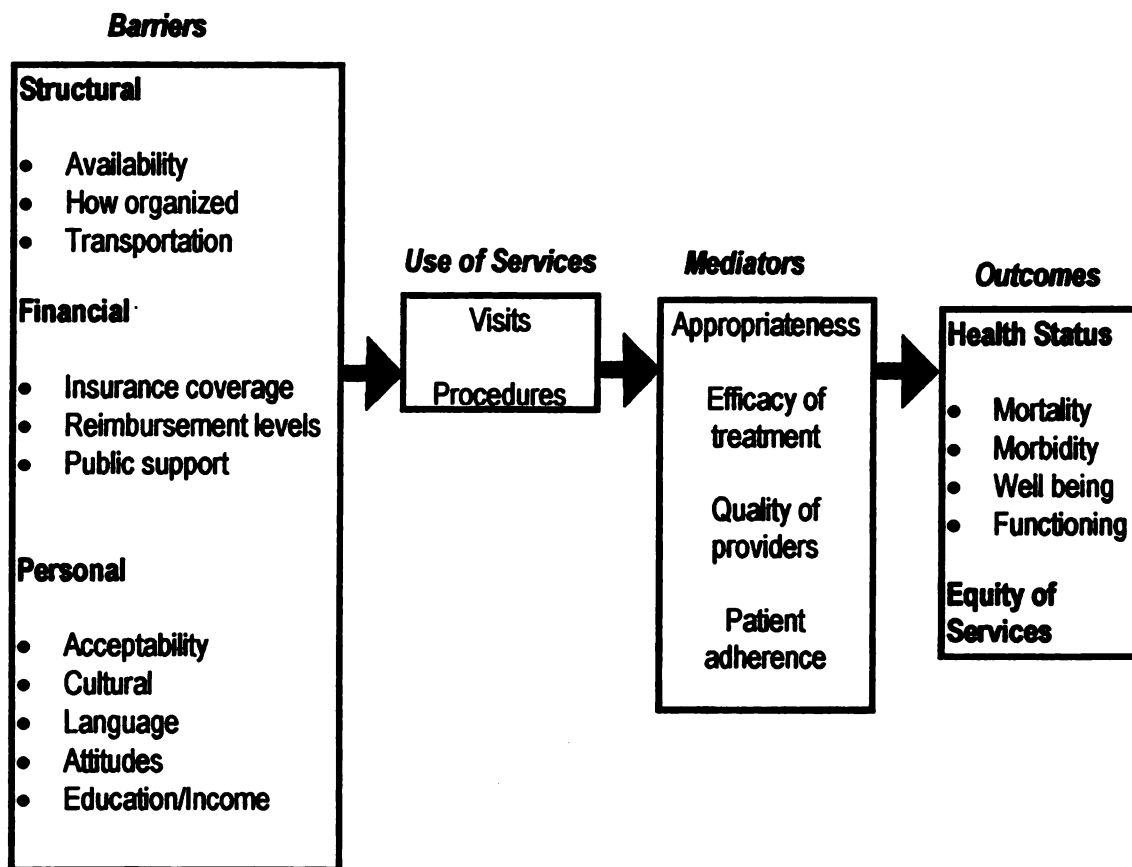 Barriers
Structural
• Availability
• How organized
• Transportation
Financial
• Insurance coverage
• Reimbursement levels
• Public support
Personal
• Acceptability
• Cultural
• Language
• Attitudes
• Education/Income
Use of Services
Visits
Procedures
Mediators
Appropriateness
Efficacy of
treatment
Quality of
providers
Patient
adherence
Outcomes
Health Status
• Mortality
• Morbidity
• Well being
• Functioning
Equity of
Services